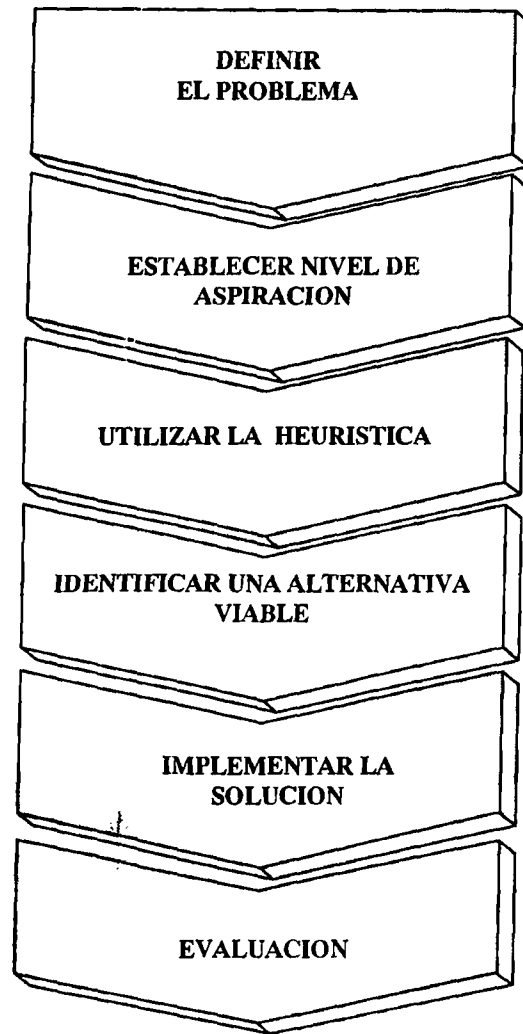 DEFINIR
EL PROBLEMA
ESTABLECER NIVEL DE
ASPIRACION
UTILIZAR LA HEURISTICA
IDENTIFICAR UNA ALTERNATIVA
VIABLE
IMPLEMENTAR LA
SOLUCION
EVALUACION